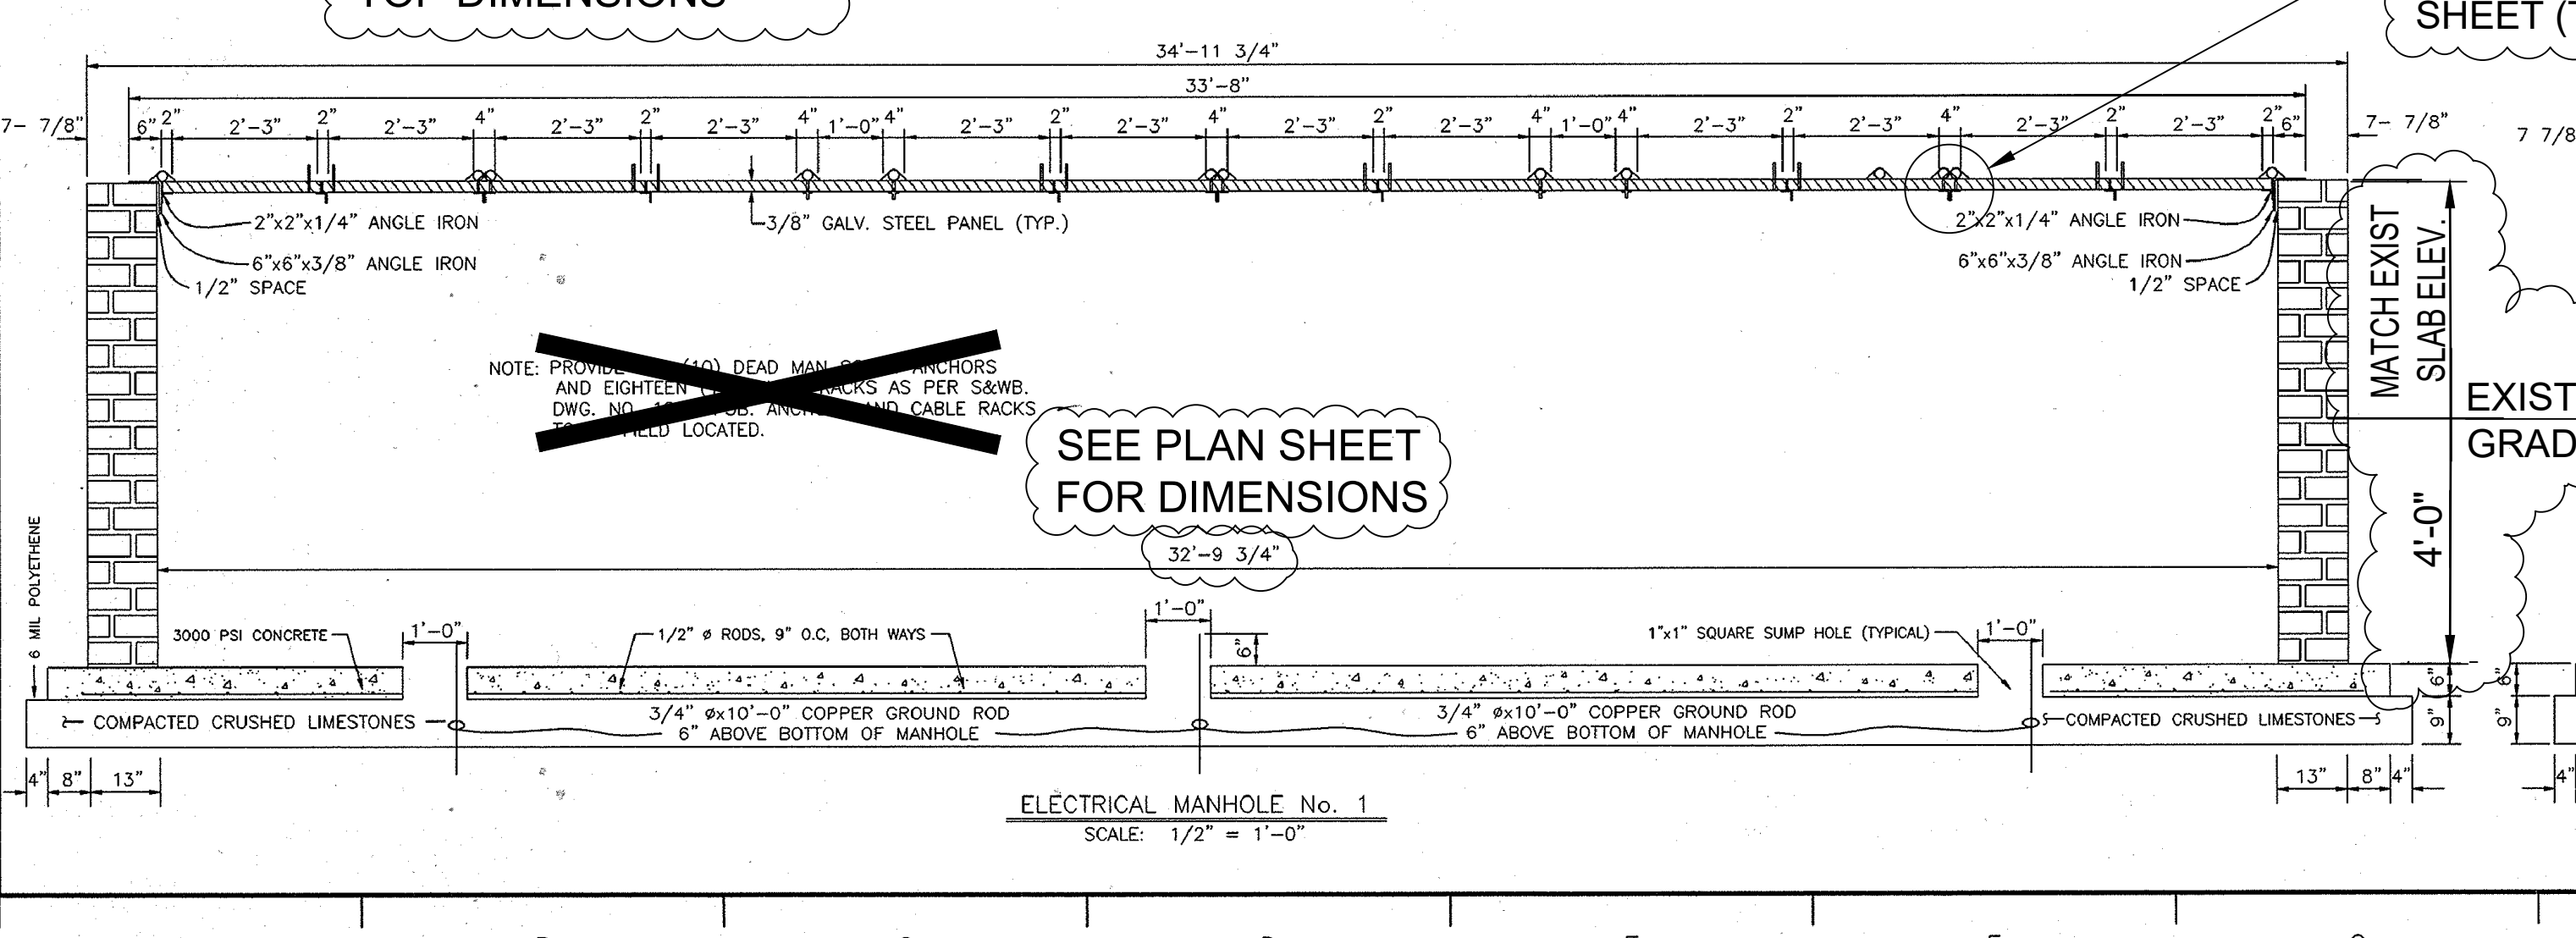 TOP DIMENSIONS
SHEET (T
34'-11 3/4"
33'-8"
7- 7/8" 6" 2" 2'-3" 2" 2'-3" 4" 2'-3" 2" 2'-3" 4" 1'-0" 4" 2'-3" 2" 2'-3" 4" 2'-3" 2" 2'-3" 4" 1'-0" 4" 2'-3" 2" 2'-3" 4" 2'-3" 2" 2'-3" 2" 6" 7- 7/8" 7 7/8
2"x2"x1/4" ANGLE IRON
3/8" GALV. STEEL PANEL (TYP.)
2"x2"x1/4" ANGLE IRON
6"x6"x3/8" ANGLE IRON
6"x6"x3/8" ANGLE IRON
1/2" SPACE
1/2" SPACE
MATCH EXIST
SLAB ELEV.
NOTE: PROVIDE (10) DEAD MAN ANCHORS
AND EIGHTEEN RACKS AS PER S&WB.
DWG. NO. AND CABLE RACKS
LOCATED.
EXIST
GRAD
SEE PLAN SHEET
FOR DIMENSIONS
32'-9 3/4"
4'-0"
6 MIL POLYETHENE
3000 PSI CONCRETE
1'-0"
1/2" ø RODS, 9" O.C, BOTH WAYS
1'-0"
6"
1"x1" SQUARE SUMP HOLE (TYPICAL)
1'-0"
6" 6"
COMPACTED CRUSHED LIMESTONES
3/4" øx10'-0" COPPER GROUND ROD
6" ABOVE BOTTOM OF MANHOLE
3/4" øx10'-0" COPPER GROUND ROD
6" ABOVE BOTTOM OF MANHOLE
COMPACTED CRUSHED LIMESTONES
9" 9"
4" 8" 13" 13" 8" 4" 4"
ELECTRICAL MANHOLE No. 1
SCALE: 1/2" = 1'-0"